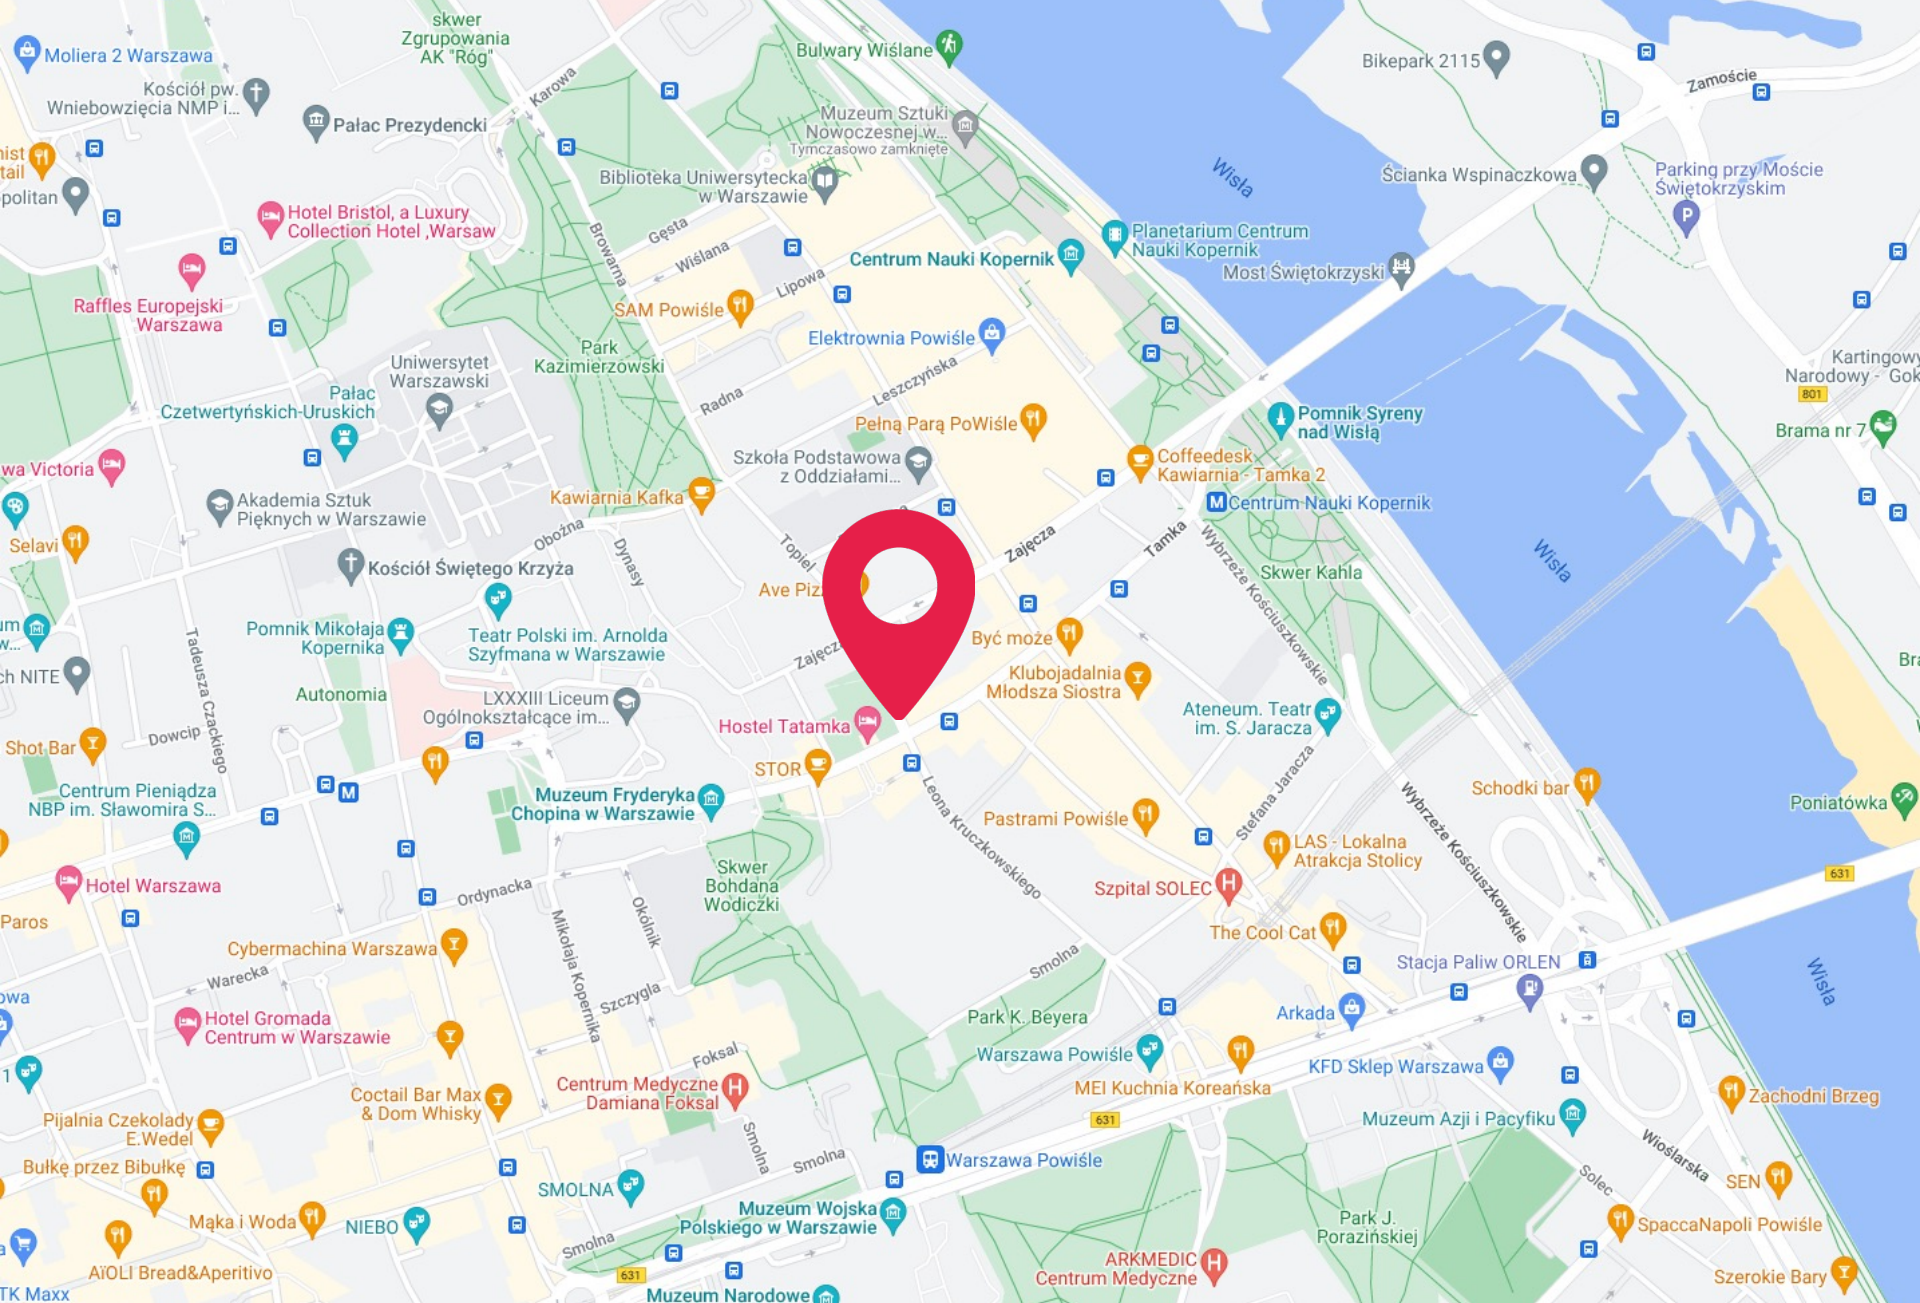 skwer
Zgrupowania
AK "Róg"
Moliera 2 Warszawa
Kościół pw.
Wniebowzięcia NMP i...
Pałac Prezydencki
Karowa
Bulwary Wiślane
Bikepark 2115
Zamoście
Muzeum Sztuki
Nowoczesnej w...
Tymczasowo zamknięte
Biblioteka Uniwersytecka
w Warszawie
Wisła
Ścianka Wspinaczkowa
Parking przy Moście
Świętokrzyskim
Hotel Bristol, a Luxury
Collection Hotel ,Warsaw
Browarna
Gęsta
Wiślana
Lipowa
Centrum Nauki Kopernik
Planetarium Centrum
Nauki Kopernik
Most Świętokrzyski
Raffles Europejski
Warszawa
SAM Powiśle
Elektrownia Powiśle
Park
Kazimierzowski
Uniwersytet
Warszawski
Pałac
Czetwertyńskich-Uruskich
Radna
Leszczyńska
Kartingowy
Narodowy - Gok
801
Brama nr 7
Pełną Parą PoWiśle
Pomnik Syreny
nad Wisłą
Szkoła Podstawowa
z Oddziałami...
Coffeedesk
Kawiarnia - Tamka 2
M
Centrum Nauki Kopernik
wa Victoria
Akademia Sztuk
Pięknych w Warszawie
Kawiarnia Kafka
Oboźna
Dynasy
Topiel
Zajęcza
Tamka
Wybrzeże Kościuszkowskie
Wisła
Selavi
Kościół Świętego Krzyża
Ave Piz
Skwer Kahla
Pomnik Mikołaja
Kopernika
Teatr Polski im. Arnolda
Szyfmana w Warszawie
Zajęcza
Być może
Klubojadalnia
Młodsza Siostra
ch NITE
Tadeusza Czackiego
Autonomia
LXXXIII Liceum
Ogólnokształcące im...
Hostel Tatamka
Ateneum. Teatr
im. S. Jaracza
Shot Bar
Dowcip
STOR
Centrum Pieniądza
NBP im. Sławomira S...
M
Muzeum Fryderyka
Chopina w Warszawie
Leona Kruczkowskiego
Pastrami Powiśle
Stefana Jaracza
Wybrzeże Kościuszkowskie
Schodki bar
Poniatówka
LAS - Lokalna
Atrakcja Stolicy
Hotel Warszawa
Ordynacka
Skwer
Bohdana
Wodiczki
Szpital SOLEC
631
Paros
Okólnik
Mikołaja Kopernika
Cybermachina Warszawa
The Cool Cat
Warecka
Szczygla
Smolna
Stacja Paliw ORLEN
Wisła
Hotel Gromada
Centrum w Warszawie
Park K. Beyera
Arkada
Foksal
Warszawa Powiśle
KFD Sklep Warszawa
MEI Kuchnia Koreańska
Centrum Medyczne
Damiana Foksal
Coctail Bar Max
& Dom Whisky
Pijalnia Czekolady
E.Wedel
631
Muzeum Azji i Pacyfiku
Zachodni Brzeg
Bułkę przez Bibułkę
Smolna
Smolna
Warszawa Powiśle
Wioślarska
Solec
SEN
SMOLNA
Muzeum Wojska
Polskiego w Warszawie
Mąka i Woda
NIEBO
Park J.
Porazińskiej
SpaccaNapoli Powiśle
Smolna
AïOLI Bread&Aperitivo
631
ARKMEDIC
Centrum Medyczne
Szerokie Bary
TK Maxx
Muzeum Narodowe